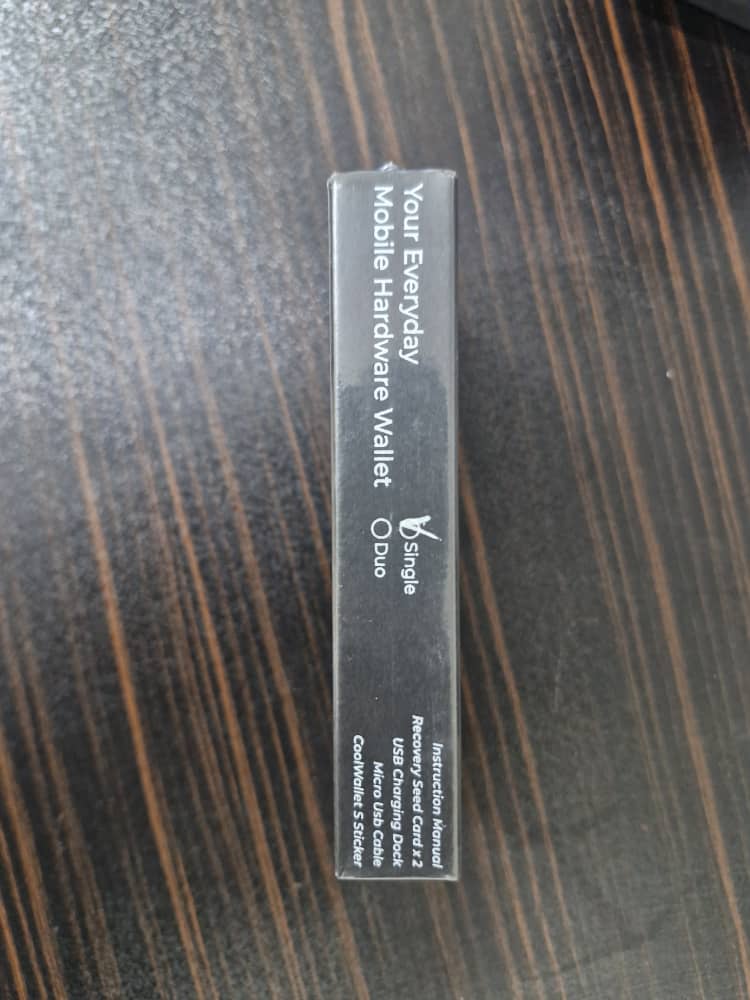 Your Everyday
Mobile Hardware Wallet
Single
Duo
Instruction Manual
Recovery Seed Card x 2
USB Charging Dock
Micro Usb Cable
CoolWallet S Sticker